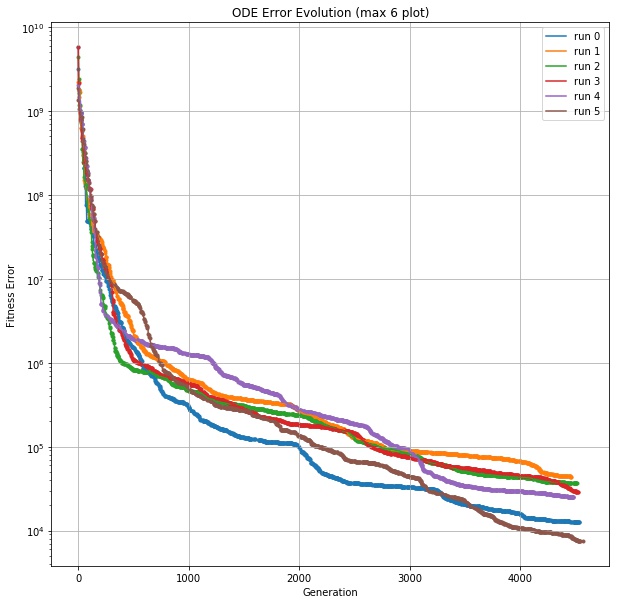 ODE Error Evolution (max 6 plot)
run 0
run 1
run 2
run 3
run 4
run 5
Fitness Error
10¹⁰
10⁹
10⁸
10⁷
10⁶
10⁵
10⁴
0 1000 2000 3000 4000
Generation